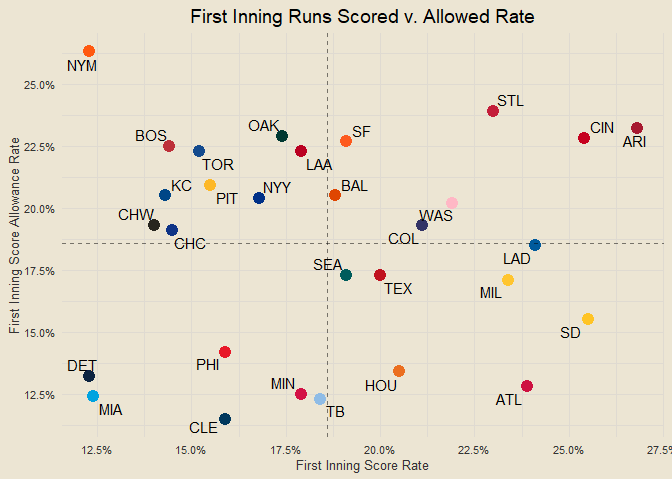 First Inning Runs Scored v. Allowed Rate
NYM
25.0%
STL
OAK
SF
CIN
BOS
ARI
22.5%
TOR
LAA
KC
PIT
NYY
BAL
20.0%
CHW
WAS
CHC
COL
LAD
SEA
17.5%
TEX
MIL
15.0%
SD
PHI
DET
MIN
HOU
12.5%
MIA
TB
ATL
CLE
First Inning Score Allowance Rate
12.5%
15.0%
17.5%
20.0%
22.5%
25.0%
27.5%
First Inning Score Rate